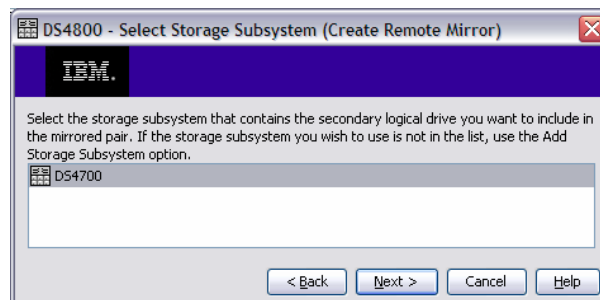 DS4800 - Select Storage Subsystem (Create Remote Mirror)
IBM.
Select the storage subsystem that contains the secondary logical drive you want to include in
the mirrored pair. If the storage subsystem you wish to use is not in the list, use the Add
Storage Subsystem option.
DS4700
< Back Next > Cancel Help